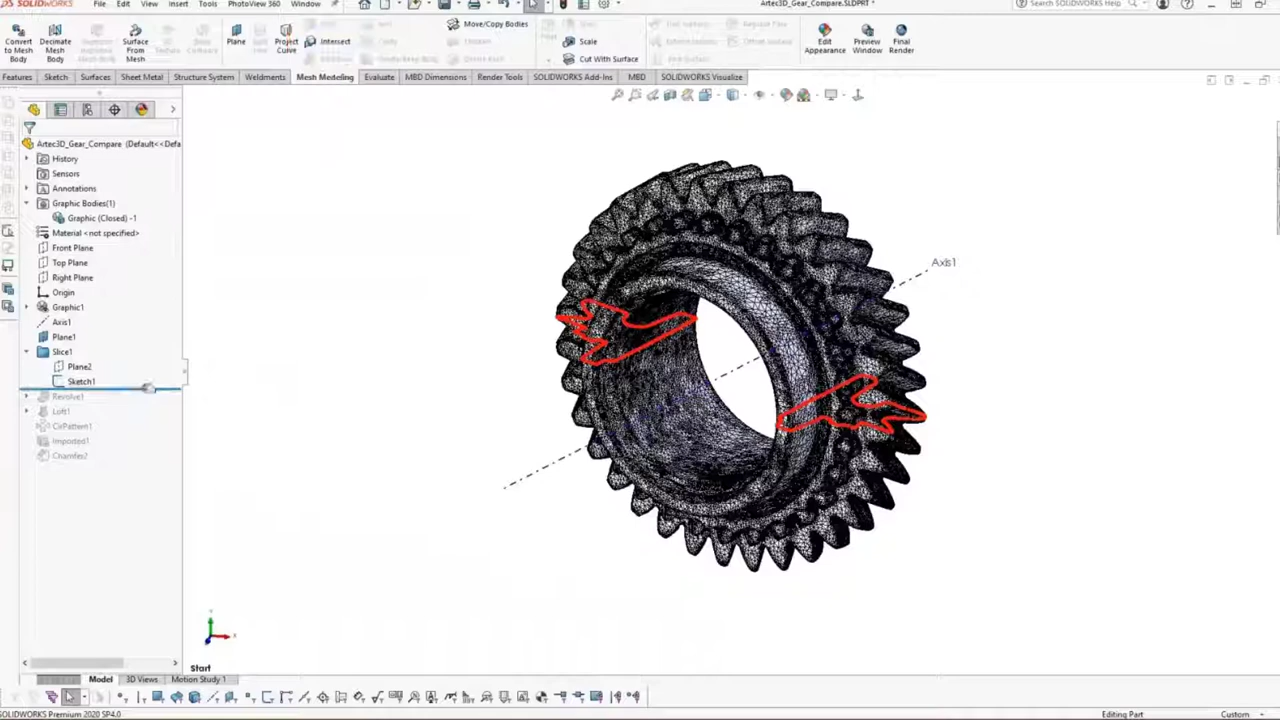 SOLIDWORKS File Edit View Insert Tools PhotoView 360 Window Artec3D_Gear_Compare.SLDPRT * Search SOLIDWORKS Help
Convert to Mesh Body
Decimate Mesh Body
Surface From Mesh
Plane
Project Curve
Intersect
Move/Copy Bodies
Scale
Cut With Surface
Edit Appearance
Preview Window
Final Render
Features Sketch Surfaces Sheet Metal Structure System Weldments Mesh Modeling Evaluate MBD Dimensions Render Tools SOLIDWORKS Add-Ins MBD SOLIDWORKS Visualize
Artec3D_Gear_Compare (Default<<Defa
History
Sensors
Annotations
Graphic Bodies(1)
Graphic (Closed) -1
Material <not specified>
Front Plane
Top Plane
Right Plane
Origin
Graphic1
Axis1
Plane1
Slice1
Plane2
Sketch1
Revolve1
Loft1
CirPattern1
Imported1
Chamfer2
Axis1
Start
Model 3D Views Motion Study 1
SOLIDWORKS Premium 2020 SP4.0 Editing Part Custom